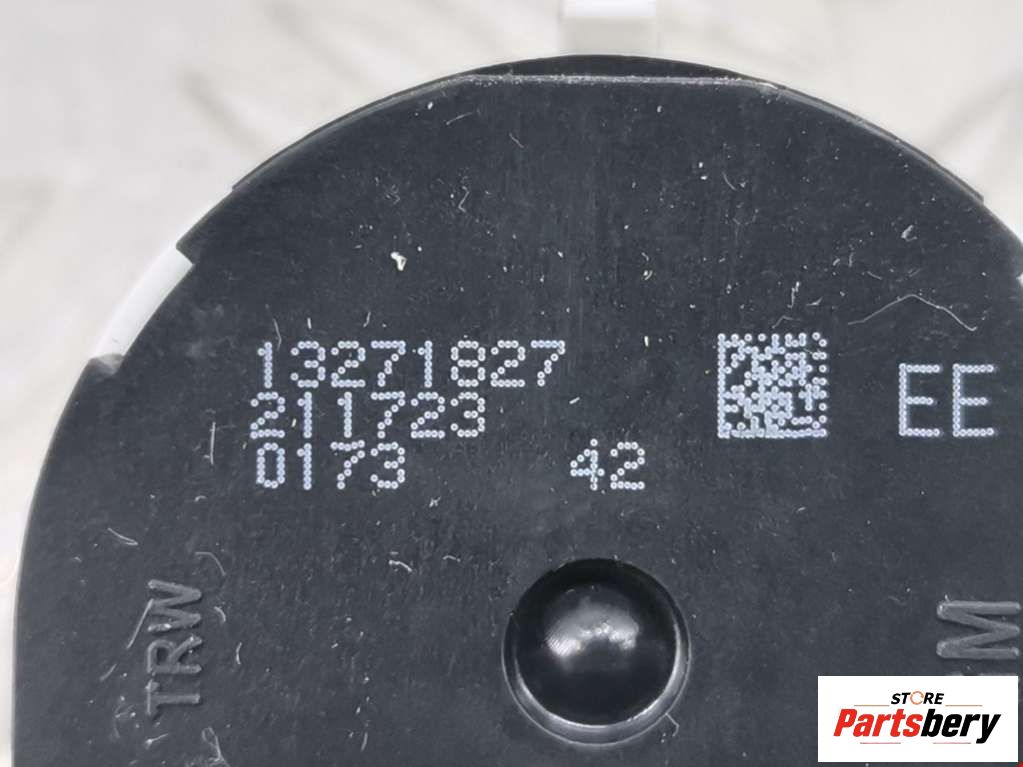 13271827
211723
0173 42
EE
TRW
M
STORE
Partsbery